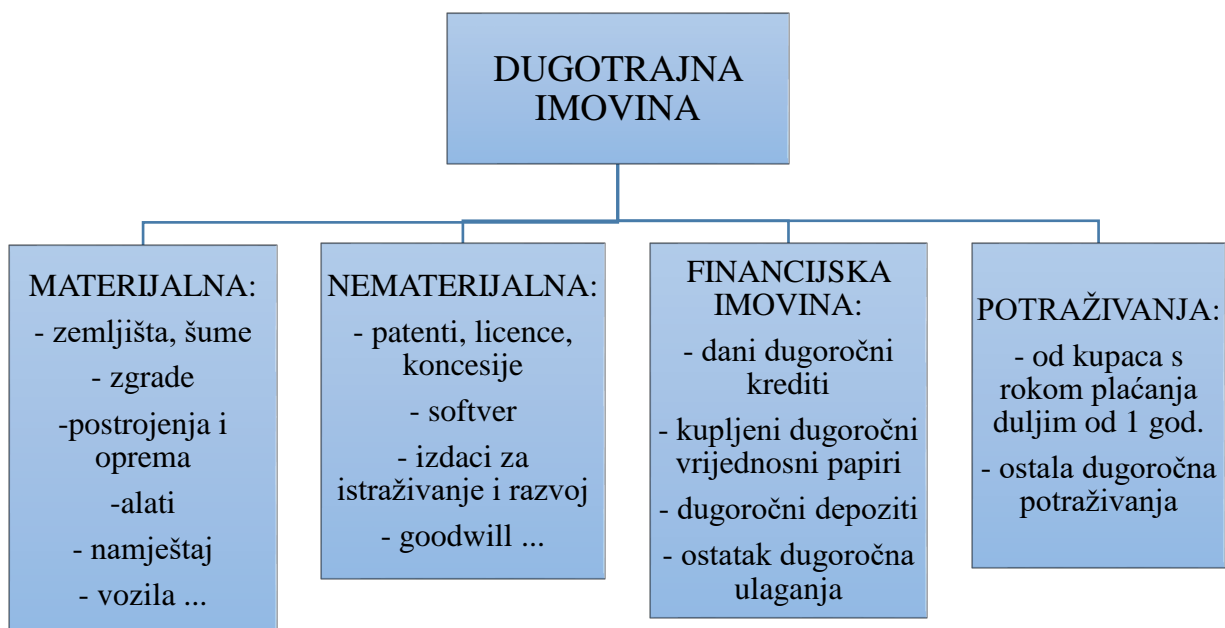 DUGOTRAJNA
IMOVINA
MATERIJALNA:
- zemljišta, šume
- zgrade
-postrojenja i
oprema
-alati
- namještaj
- vozila ...
NEMATERIJALNA:
- patenti, licence,
koncesije
- softver
- izdaci za
istraživanje i razvoj
- goodwill ...
FINANCIJSKA
IMOVINA:
- dani dugoročni
krediti
- kupljeni dugoročni
vrijednosni papiri
- dugoročni depoziti
- ostatak dugoročna
ulaganja
POTRAŽIVANJA:
- od kupaca s
rokom plaćanja
duljim od 1 god.
- ostala dugoročna
potraživanja